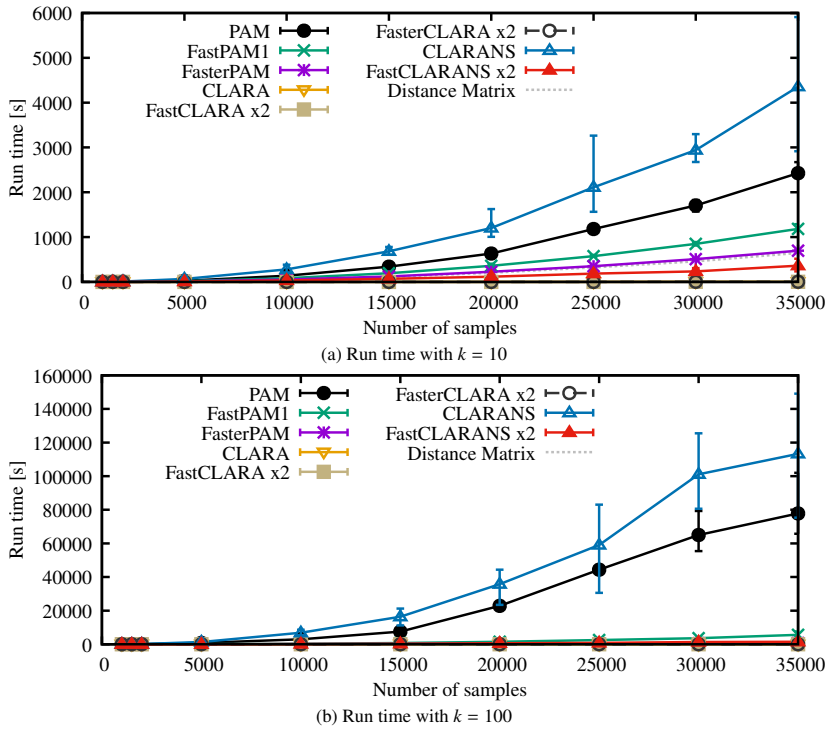 6000
5000
4000
3000
2000
1000
0
Run time [s]
PAM
FastPAM1
FasterPAM
CLARA
FastCLARA x2
FasterCLARA x2
CLARANS
FastCLARANS x2
Distance Matrix
0 5000 10000 15000 20000 25000 30000 35000
Number of samples
(a) Run time with k = 10
160000
140000
120000
100000
80000
60000
40000
20000
0
Run time [s]
PAM
FastPAM1
FasterPAM
CLARA
FastCLARA x2
FasterCLARA x2
CLARANS
FastCLARANS x2
Distance Matrix
0 5000 10000 15000 20000 25000 30000 35000
Number of samples
(b) Run time with k = 100